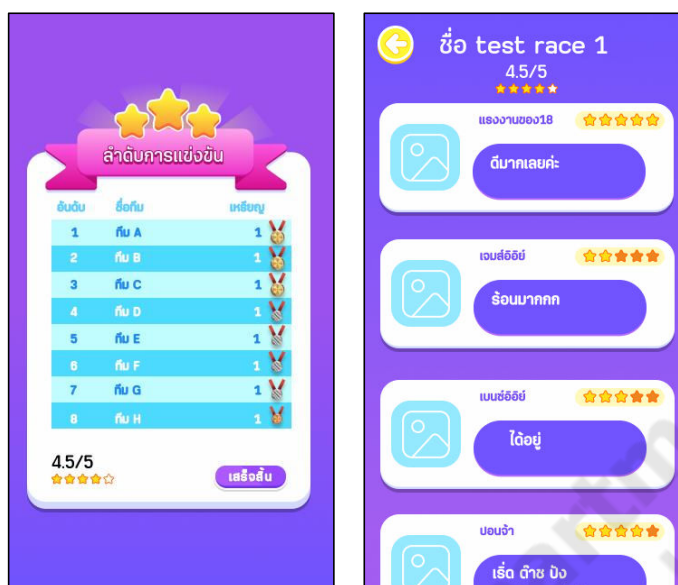 ลำดับการแข่งขัน
อันดับ ชื่อทีม เหรียญ
1 ทีม A 1
2 ทีม B 1
3 ทีม C 1
4 ทีม D 1
5 ทีม E 1
6 ทีม F 1
7 ทีม G 1
8 ทีม H 1
4.5/5
เสร็จสิ้น
ชื่อ test race 1
4.5/5
แรงงานของ18
ดีมากเลยค่ะ
เจมส์อิอิย์
ร้อนมากกก
เบนซ์อิอิย์
ได้อยู่
ปอนจ้า
เริ่ด ต๊าช ปัง